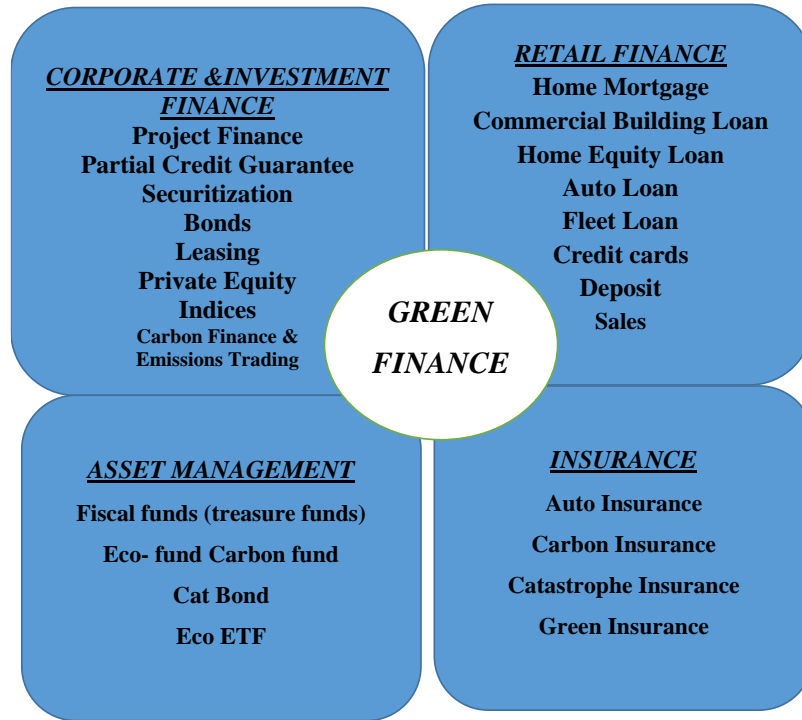 CORPORATE &INVESTMENT
FINANCE
Project Finance
Partial Credit Guarantee
Securitization
Bonds
Leasing
Private Equity
Indices
Carbon Finance &
Emissions Trading
RETAIL FINANCE
Home Mortgage
Commercial Building Loan
Home Equity Loan
Auto Loan
Fleet Loan
Credit cards
Deposit
Sales
GREEN
FINANCE
ASSET MANAGEMENT
Fiscal funds (treasure funds)
Eco- fund Carbon fund
Cat Bond
Eco ETF
INSURANCE
Auto Insurance
Carbon Insurance
Catastrophe Insurance
Green Insurance